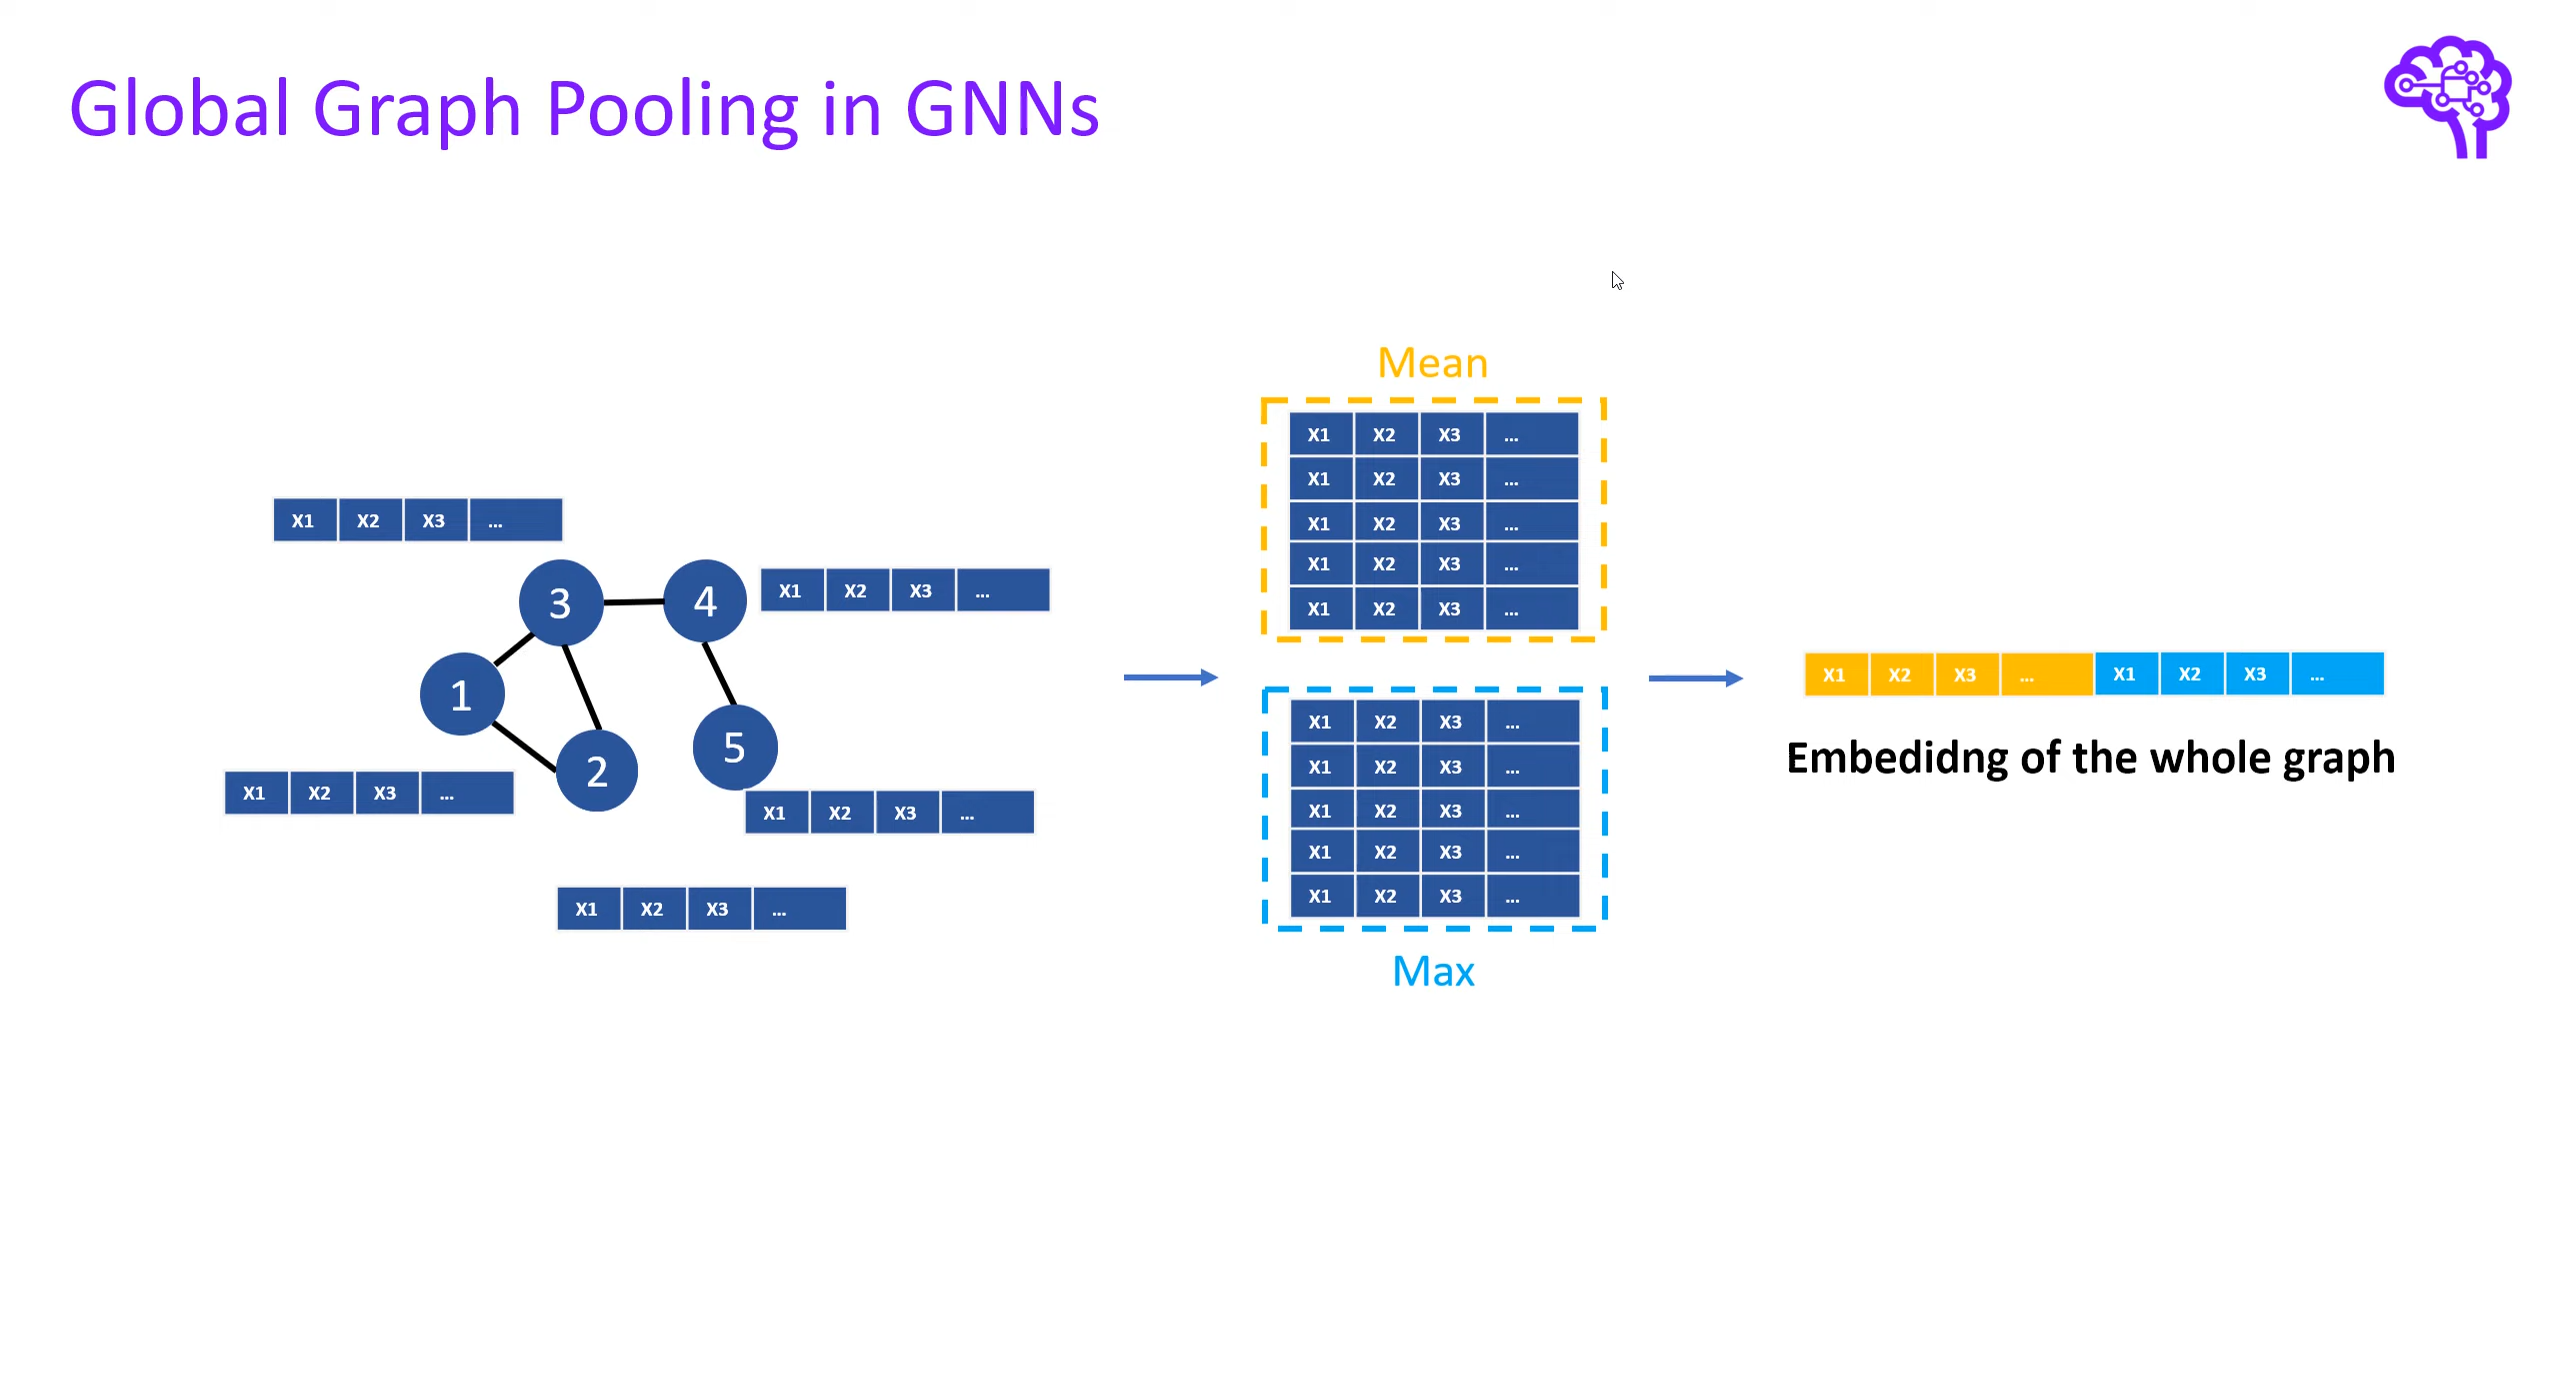 Global Graph Pooling in GNNs
X1 X2 X3 ...
3
4
X1 X2 X3 ...
1
2
5
X1 X2 X3 ...
X1 X2 X3 ...
X1 X2 X3 ...
Mean
X1 X2 X3 ...
X1 X2 X3 ...
X1 X2 X3 ...
X1 X2 X3 ...
X1 X2 X3 ...
X1 X2 X3 ...
X1 X2 X3 ...
X1 X2 X3 ...
X1 X2 X3 ...
X1 X2 X3 ...
Max
X1 X2 X3 ... X1 X2 X3 ...
Embedidng of the whole graph